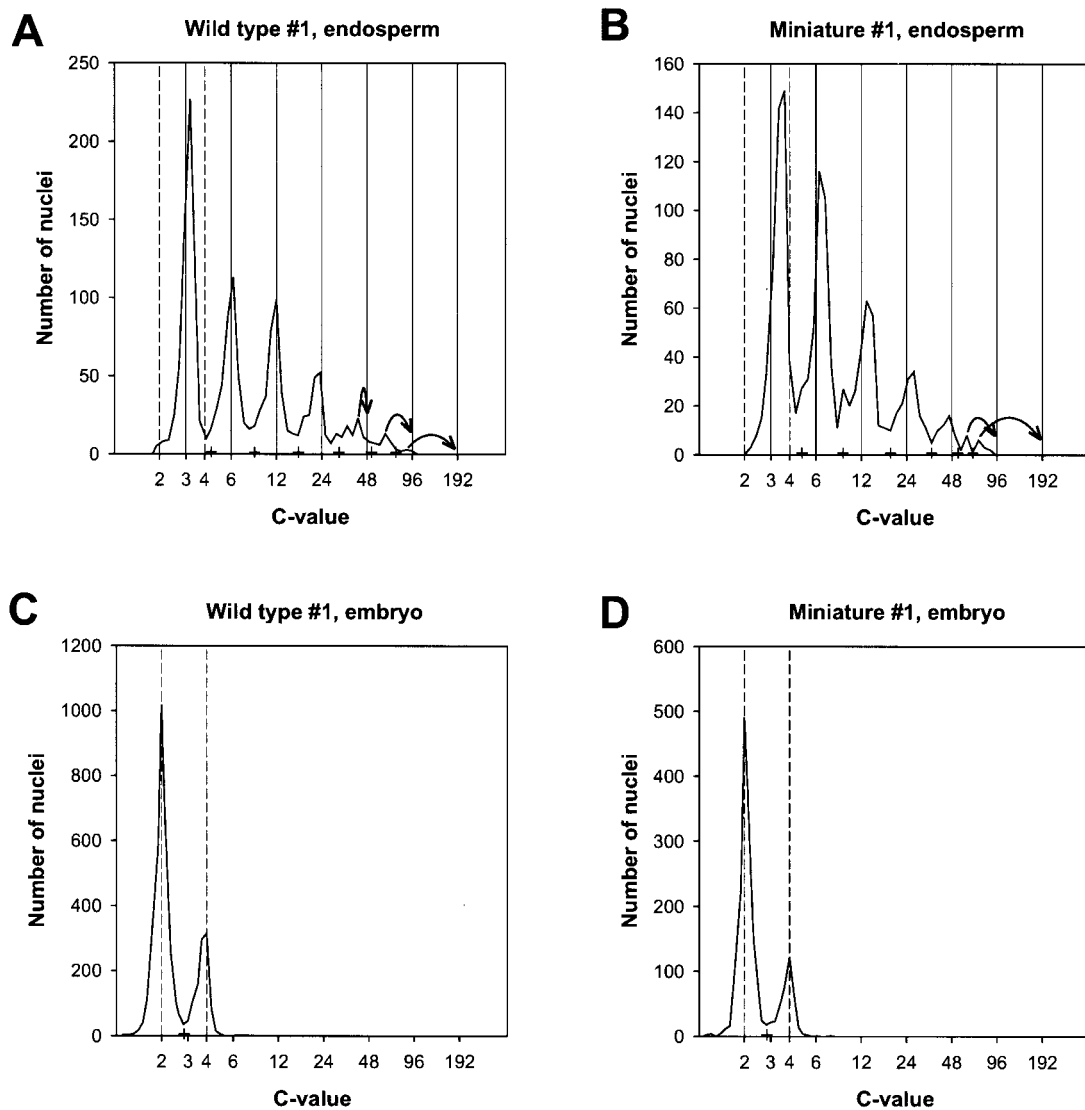 A
Wild type #1, endosperm
Number of nuclei
250
200
150
100
50
0
2 3 4 6 12 24 48 96 192
C-value
B
Miniature #1, endosperm
Number of nuclei
160
140
120
100
80
60
40
20
0
2 3 4 6 12 24 48 96 192
C-value
C
Wild type #1, embryo
Number of nuclei
1200
1000
800
600
400
200
0
2 3 4 6 12 24 48 96 192
C-value
D
Miniature #1, embryo
Number of nuclei
600
500
400
300
200
100
0
2 3 4 6 12 24 48 96 192
C-value